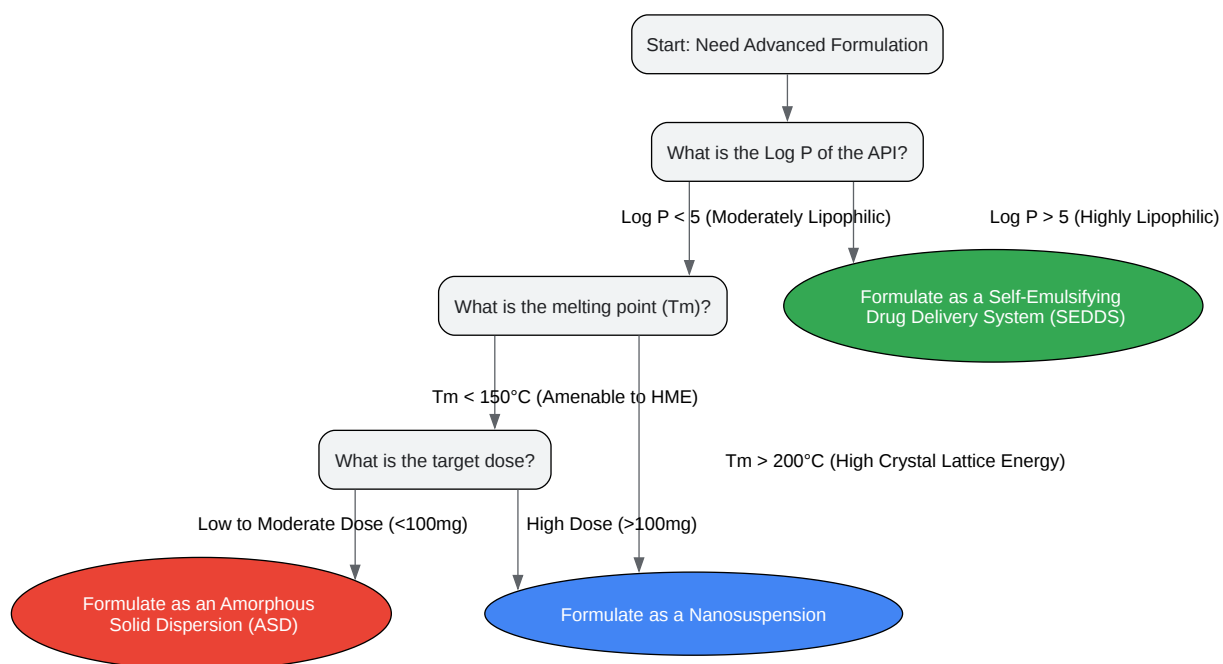 Start: Need Advanced Formulation
What is the Log P of the API?
Log P < 5 (Moderately Lipophilic)
Log P > 5 (Highly Lipophilic)
Formulate as a Self-Emulsifying
Drug Delivery System (SEDDS)
What is the melting point (Tm)?
Tm < 150°C (Amenable to HME)
What is the target dose?
Tm > 200°C (High Crystal Lattice Energy)
Low to Moderate Dose (<100mg)
High Dose (>100mg)
Formulate as an Amorphous
Solid Dispersion (ASD)
Formulate as a Nanosuspension